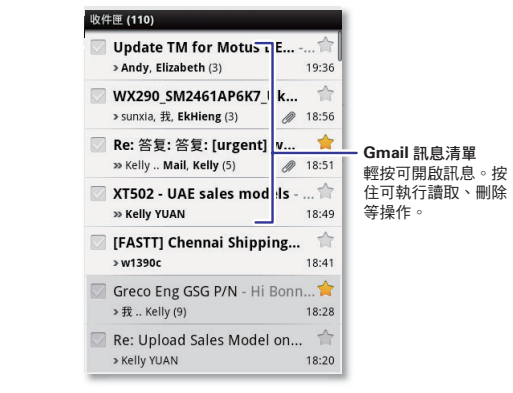 收件匣 (110)
Update TM for Motus DE... -...
> Andy, Elizabeth (3) 19:36
WX290_SM2461AP6K7_Uk...
> sunxia, 我, EkHieng (3) 18:56
Re: 答复: 答复: [urgent] w...
>> Kelly .. Mail, Kelly (5) 18:51
XT502 - UAE sales models - ...
>> Kelly YUAN 18:49
[FASTT] Chennai Shipping...
> w1390c 18:41
Greco Eng GSG P/N - Hi Bonn...
> 我 .. Kelly (9) 18:28
Re: Upload Sales Model on...
> Kelly YUAN 18:20
Gmail 訊息清單
輕按可開啟訊息。按
住可執行讀取、刪除
等操作。